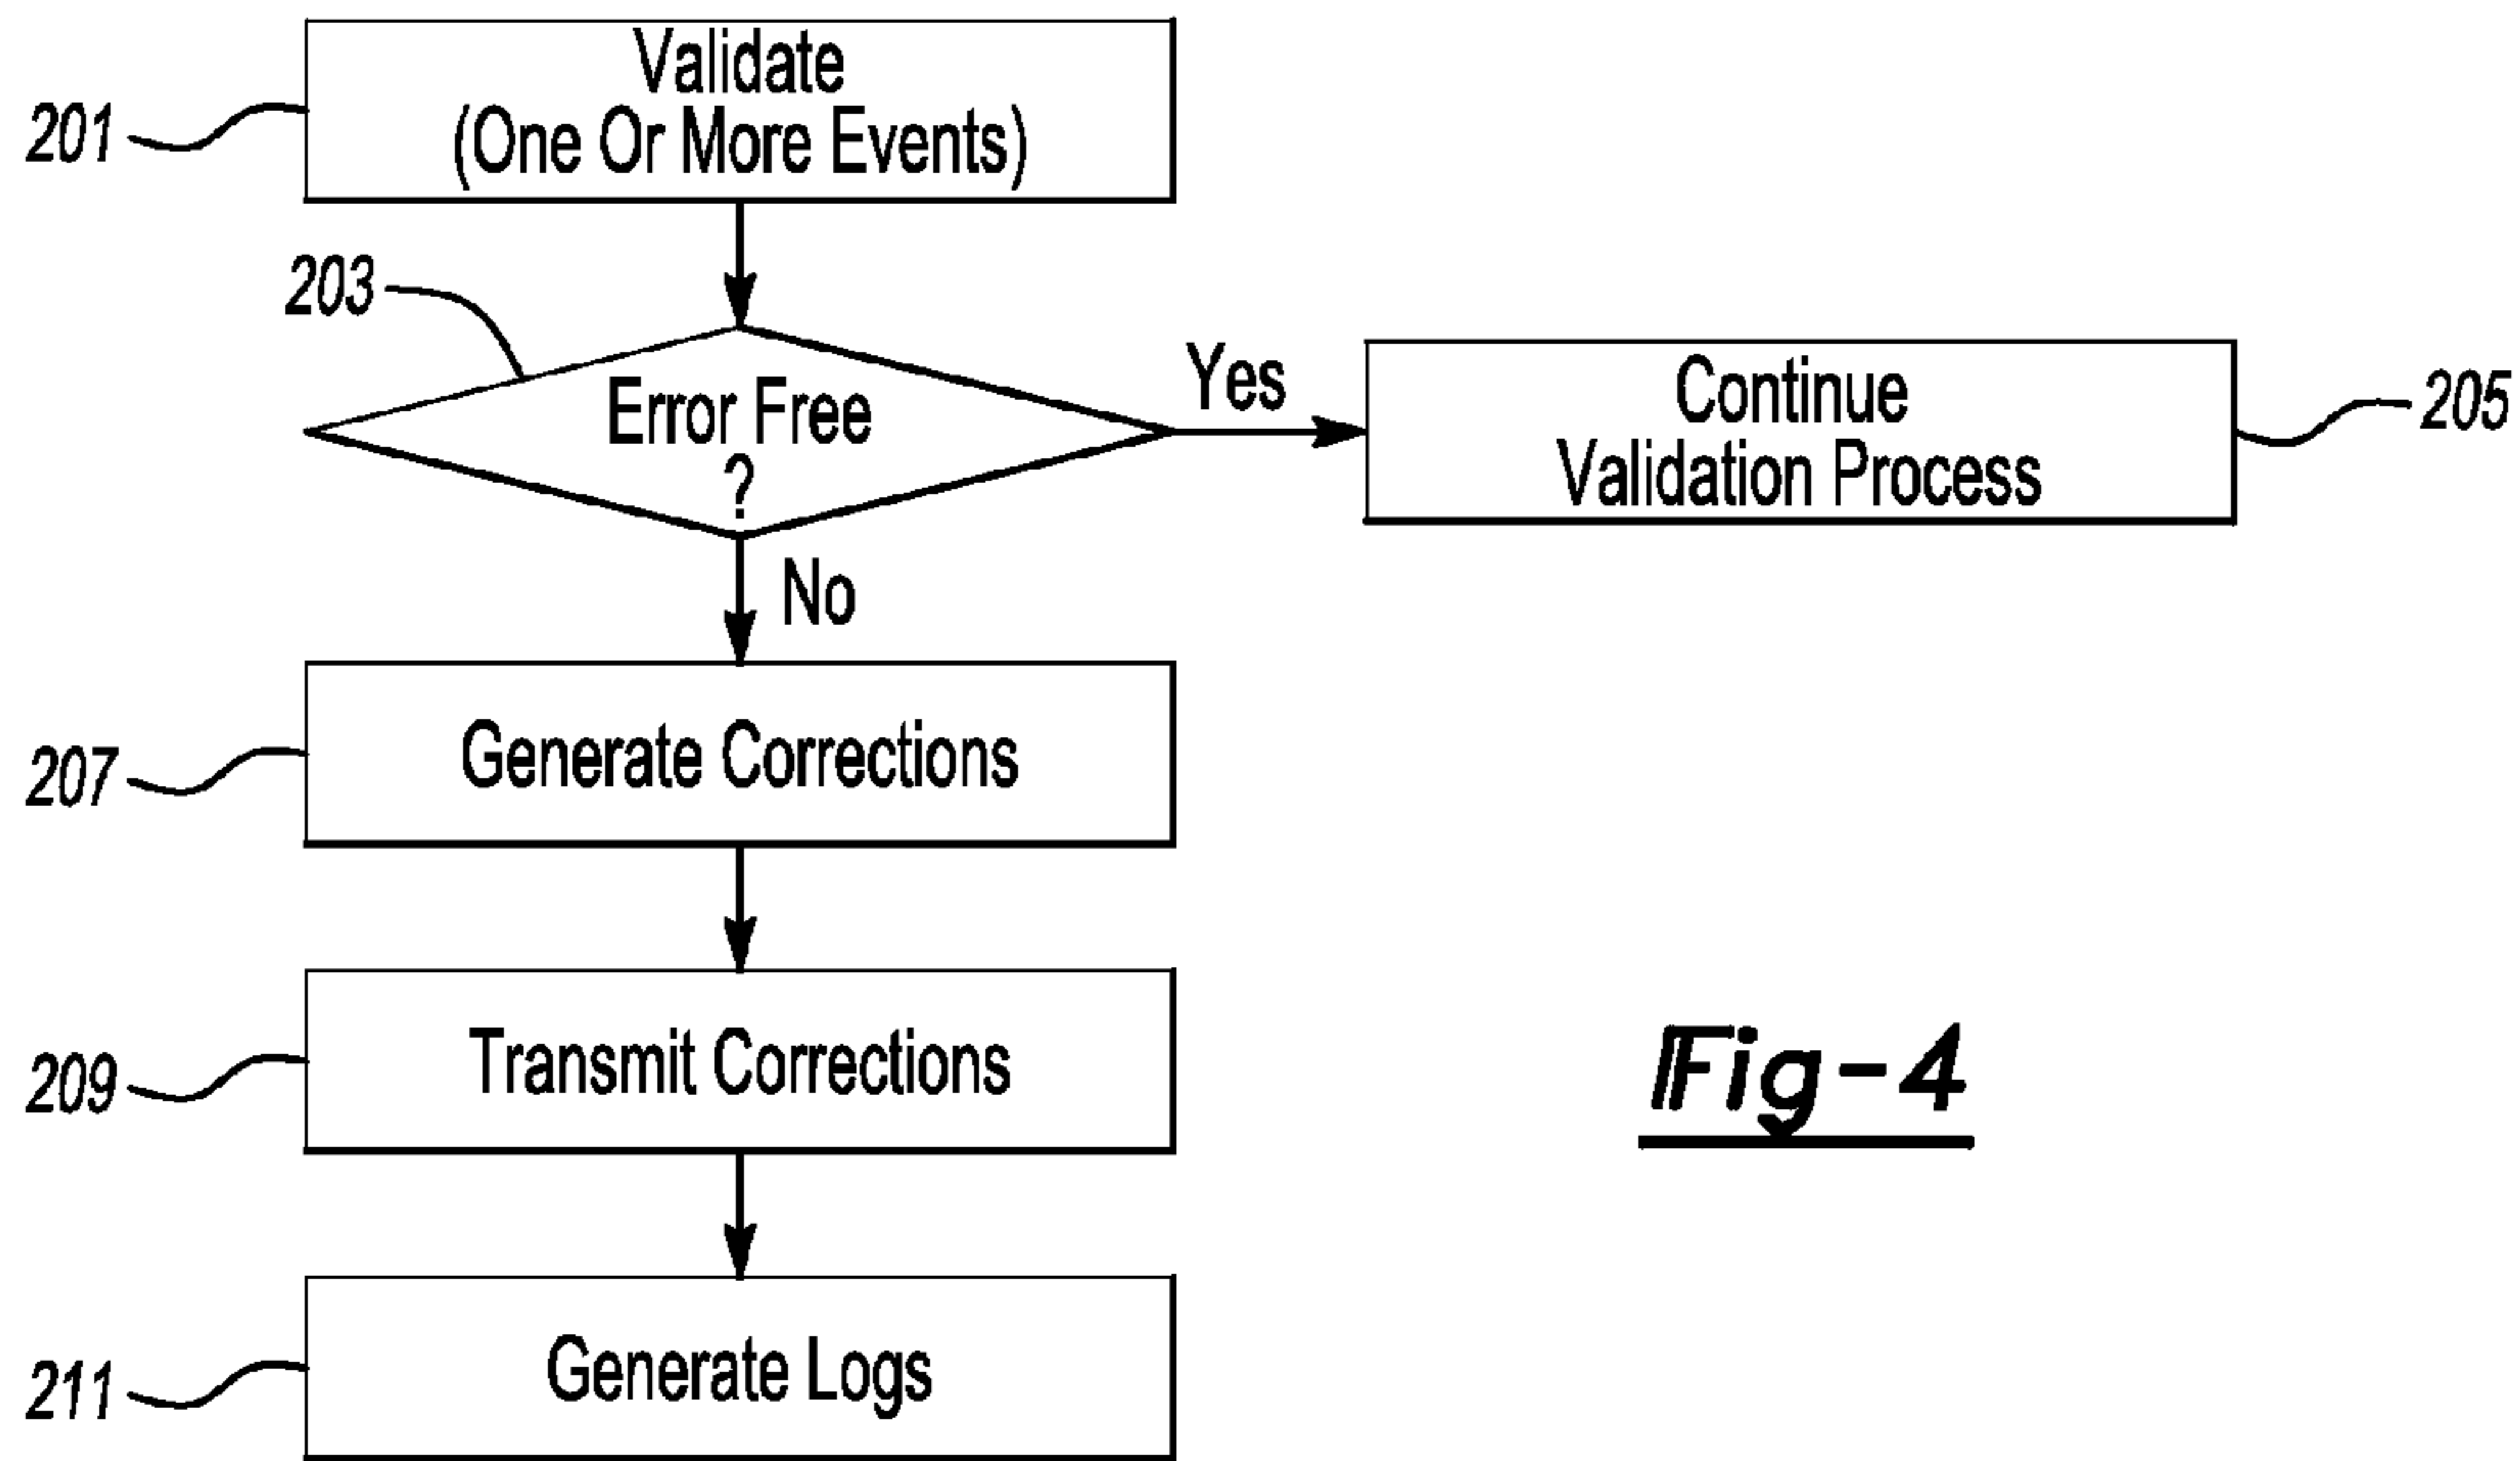 Validate
(One Or More Events)
201
203
Error Free
?
Yes
Continue
Validation Process
205
No
Generate Corrections
207
Transmit Corrections
209
Fig-4
Generate Logs
211